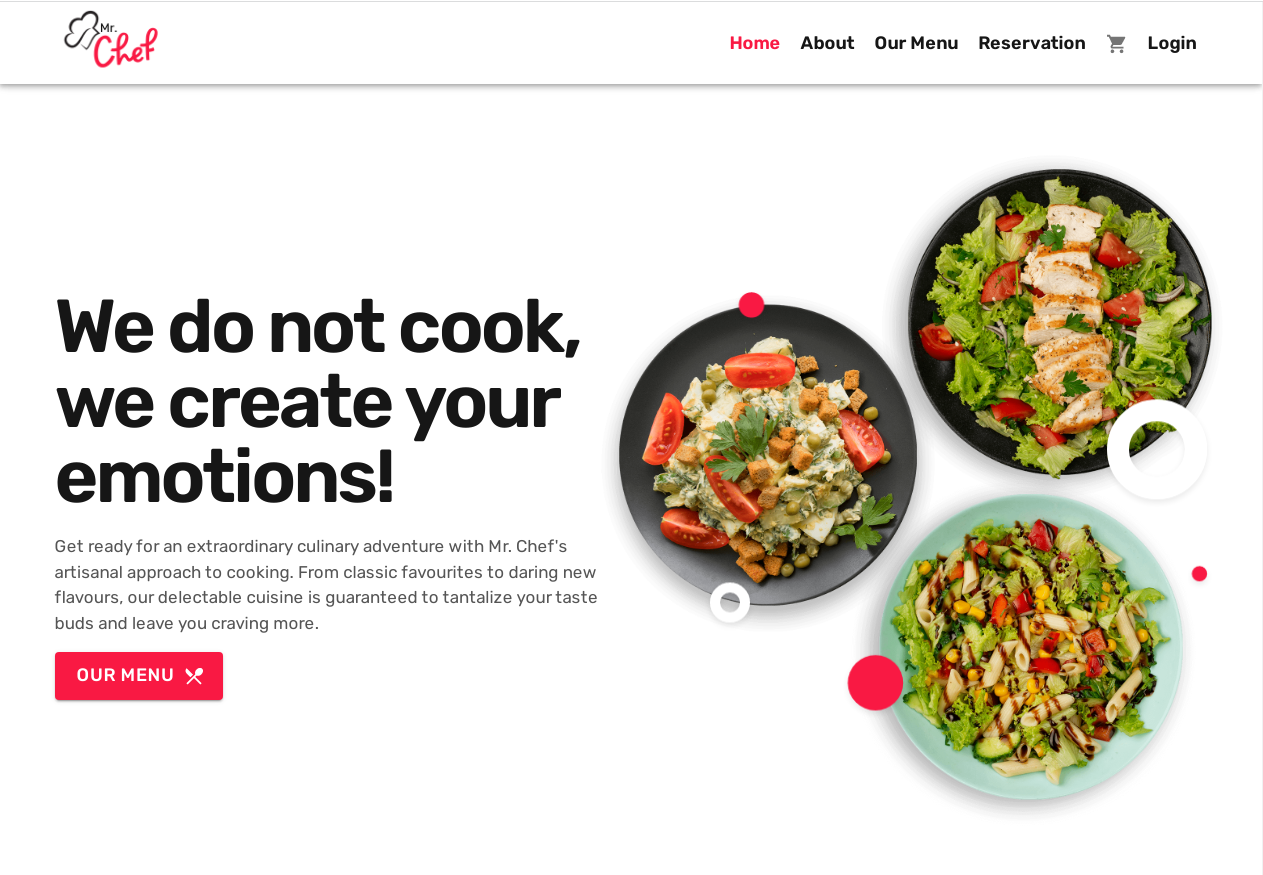 Mr.
Chef
Home About Our Menu Reservation Login
We do not cook,
we create your
emotions!
Get ready for an extraordinary culinary adventure with Mr. Chef's
artisanal approach to cooking. From classic favourites to daring new
flavours, our delectable cuisine is guaranteed to tantalize your taste
buds and leave you craving more.
OUR MENU